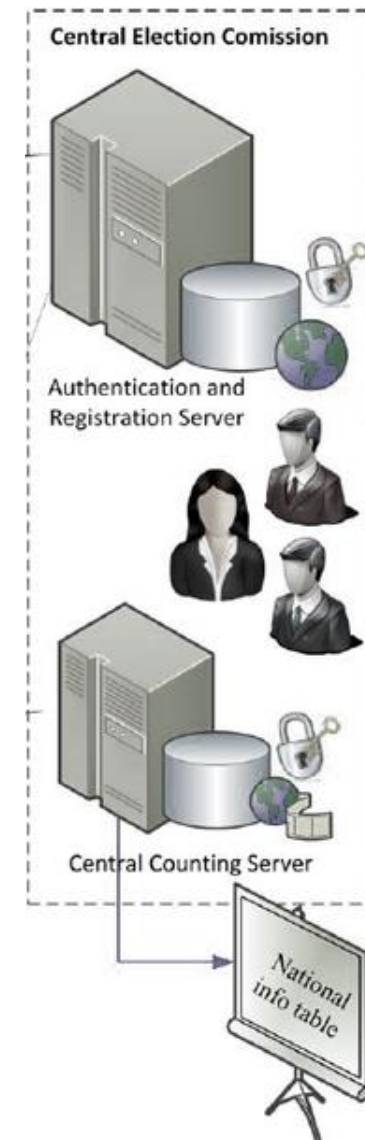 Central Election Comission
Authentication and
Registration Server
Central Counting Server
National
info table